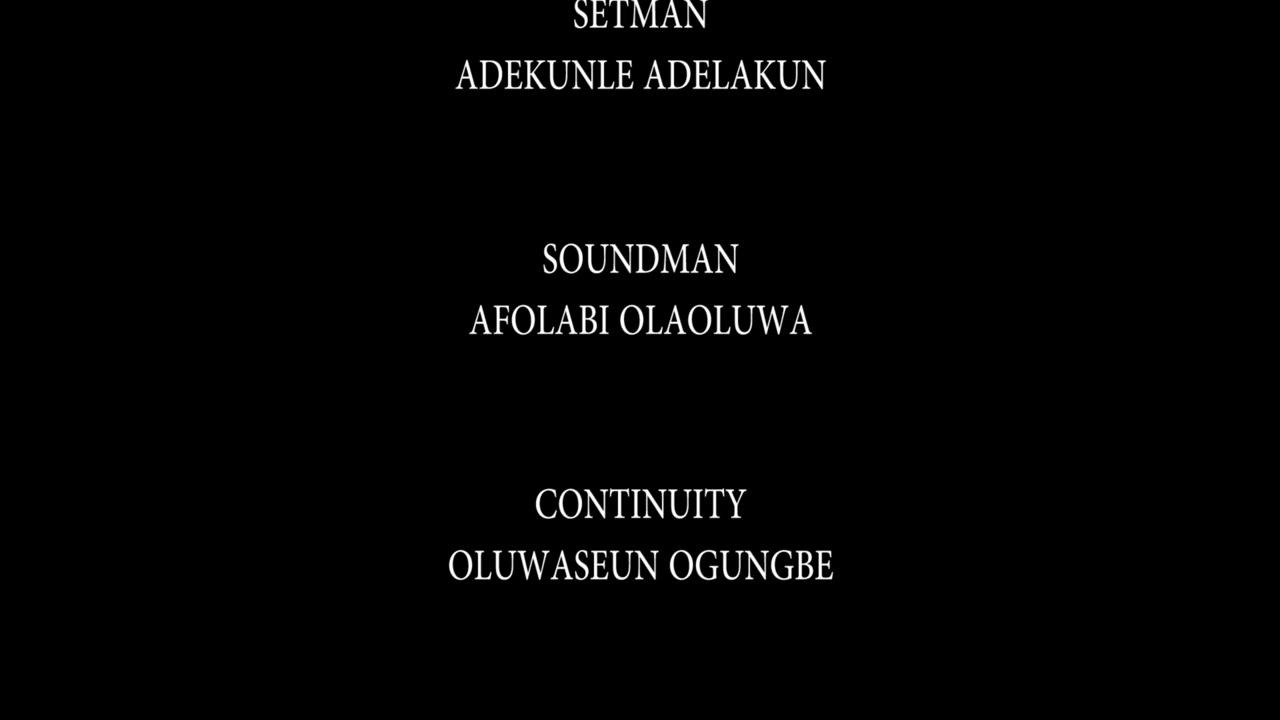 SETMAN
ADEKUNLE ADELAKUN
SOUNDMAN
AFOLABI OLAOLUWA
CONTINUITY
OLUWASEUN OGUNGBE